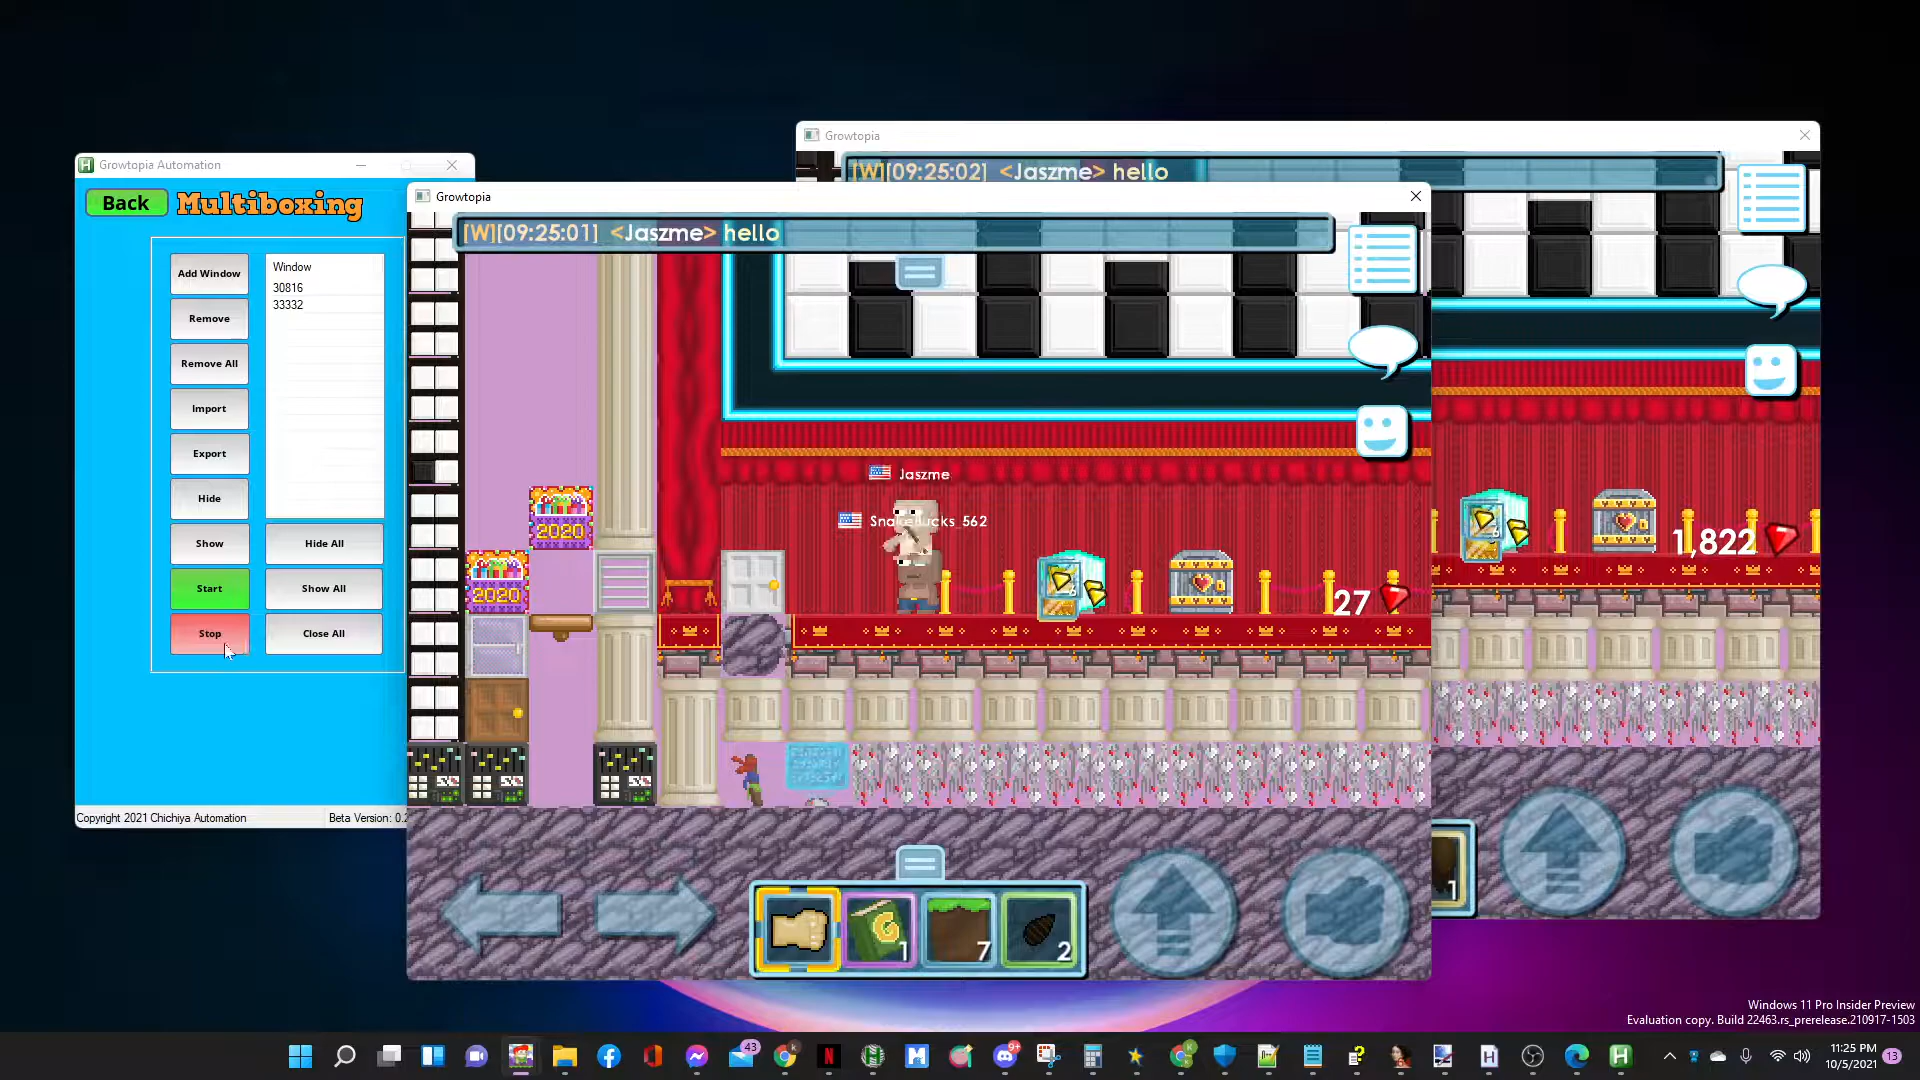 Growtopia
[W][09:25:02] <Jaszme> hello
Growtopia Automation
Back Multiboxing
Growtopia
[W][09:25:01] <Jaszme> hello
Add Window
Remove
Remove All
Import
Export
Hide
Show
Start
Stop
Window
30816
33332
Hide All
Show All
Close All
Jaszme
2020
2020
27
1,822
1
7
2
1
Copyright 2021 Chichiya Automation
Beta Version: 0.2
Windows 11 Pro Insider Preview
Evaluation copy. Build 22463.rs_prerelease.210917-1503
43
9+
11:25 PM
10/5/2021
13